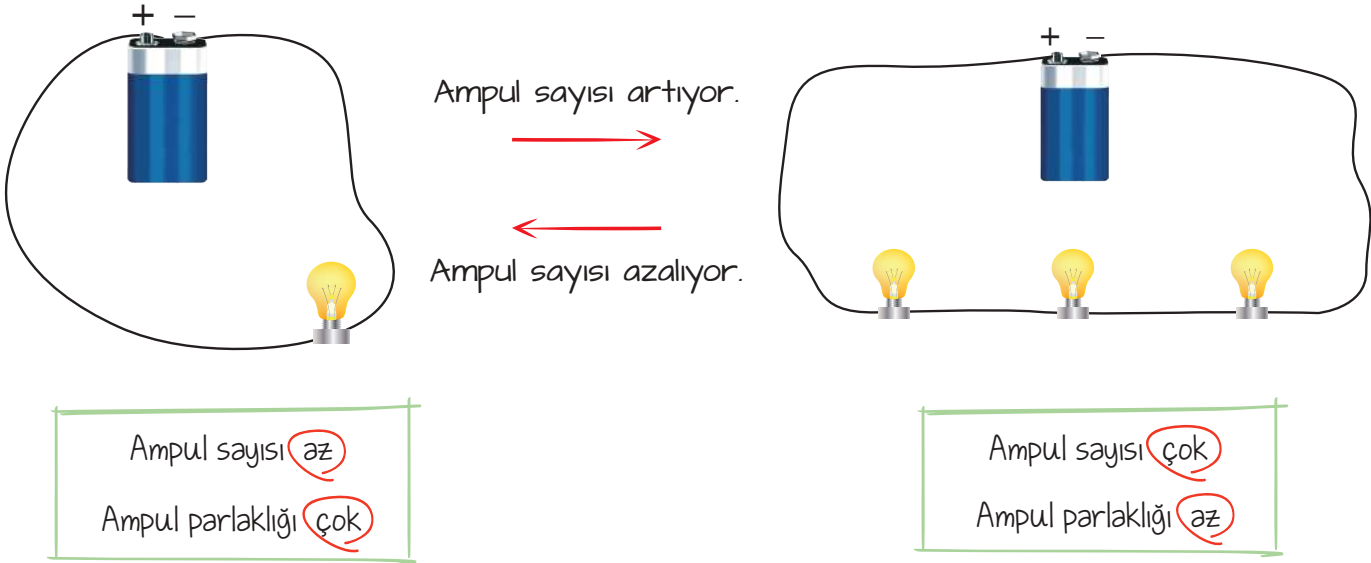 + −
+ −
Ampul sayısı artıyor.
Ampul sayısı azalıyor.
Ampul sayısı az
Ampul parlaklığı çok
Ampul sayısı çok
Ampul parlaklığı az